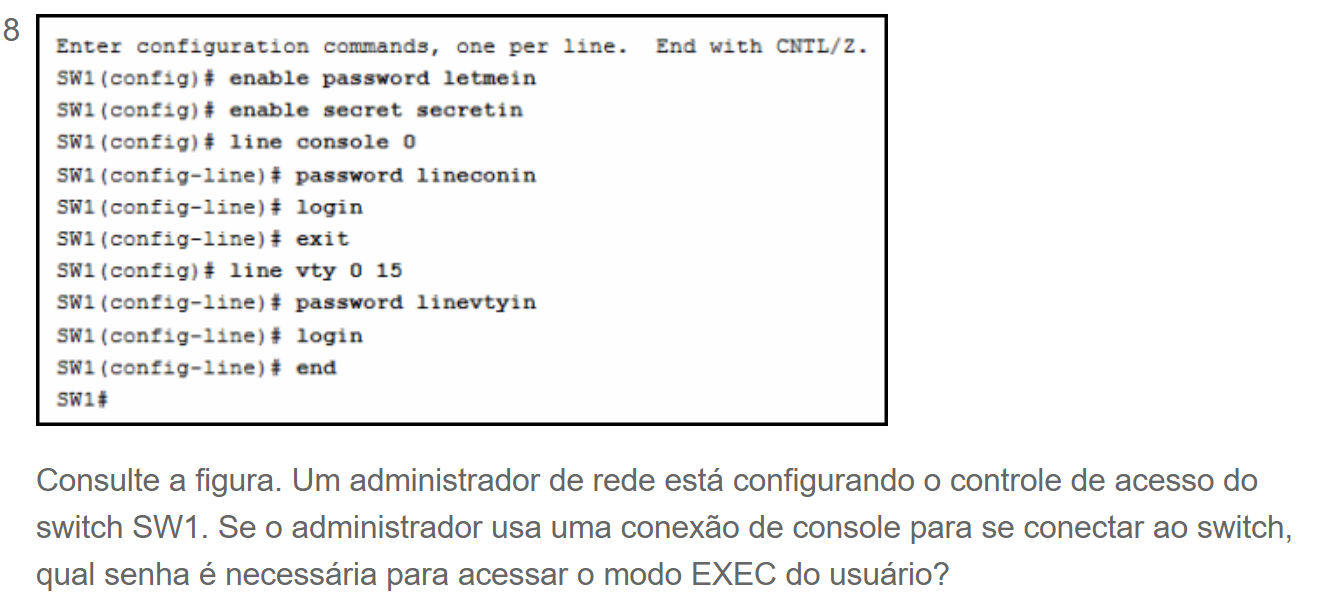 8
Enter configuration commands, one per line.  End with CNTL/Z.
SW1(config)# enable password letmein
SW1(config)# enable secret secretin
SW1(config)# line console 0
SW1(config-line)# password lineconin
SW1(config-line)# login
SW1(config-line)# exit
SW1(config)# line vty 0 15
SW1(config-line)# password linevtyin
SW1(config-line)# login
SW1(config-line)# end
SW1#
Consulte a figura. Um administrador de rede está configurando o controle de acesso do
switch SW1. Se o administrador usa uma conexão de console para se conectar ao switch,
qual senha é necessária para acessar o modo EXEC do usuário?